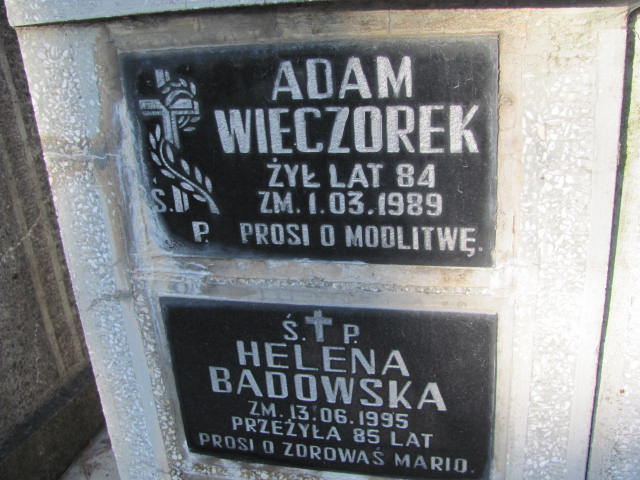 ADAM
WIECZOREK
ŻYŁ LAT 84
ZM. 1.03.1989
Ś. P.
PROSI O MODLITWĘ.
Ś. P.
HELENA
BADOWSKA
ZM. 13.06.1995
PRZEŻYŁA 85 LAT
PROSI O ZDROWAŚ MARIO.